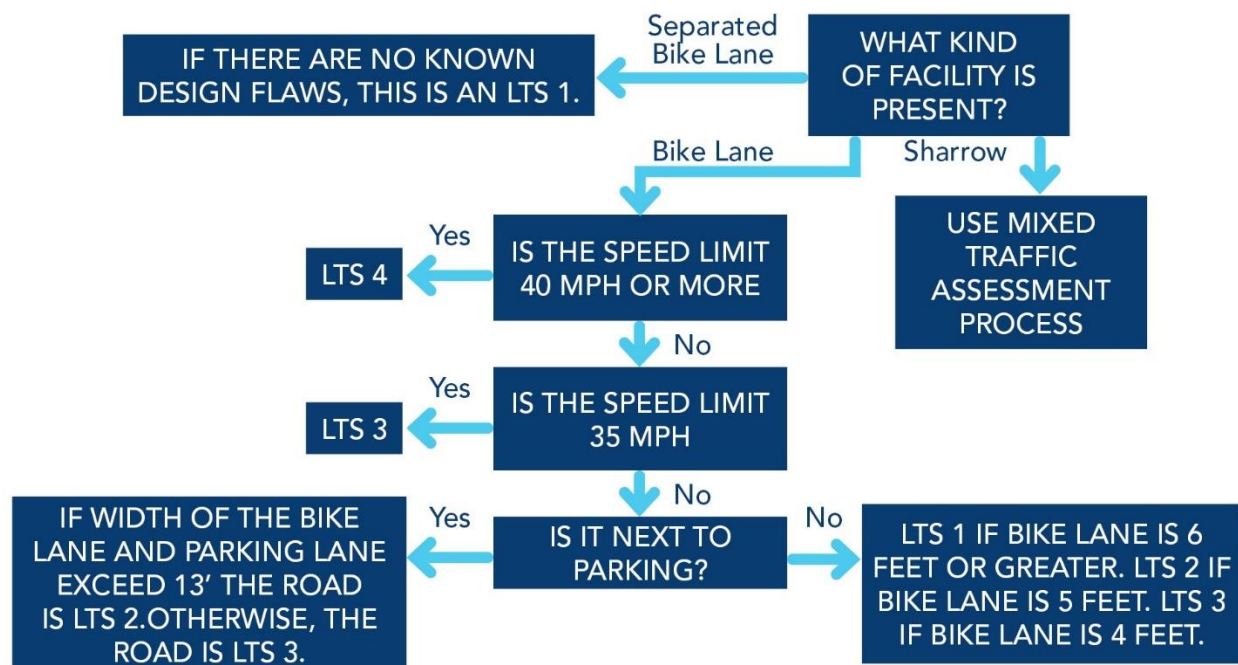 WHAT KIND
OF FACILITY IS
PRESENT?
Separated
Bike Lane
IF THERE ARE NO KNOWN
DESIGN FLAWS, THIS IS AN LTS 1.
Bike Lane
Sharrow
USE MIXED
TRAFFIC
ASSESSMENT
PROCESS
IS THE SPEED LIMIT
40 MPH OR MORE
Yes
LTS 4
No
IS THE SPEED LIMIT
35 MPH
Yes
LTS 3
No
IS IT NEXT TO
PARKING?
Yes
IF WIDTH OF THE BIKE
LANE AND PARKING LANE
EXCEED 13’ THE ROAD
IS LTS 2.OTHERWISE, THE
ROAD IS LTS 3.
No
LTS 1 IF BIKE LANE IS 6
FEET OR GREATER. LTS 2 IF
BIKE LANE IS 5 FEET. LTS 3
IF BIKE LANE IS 4 FEET.